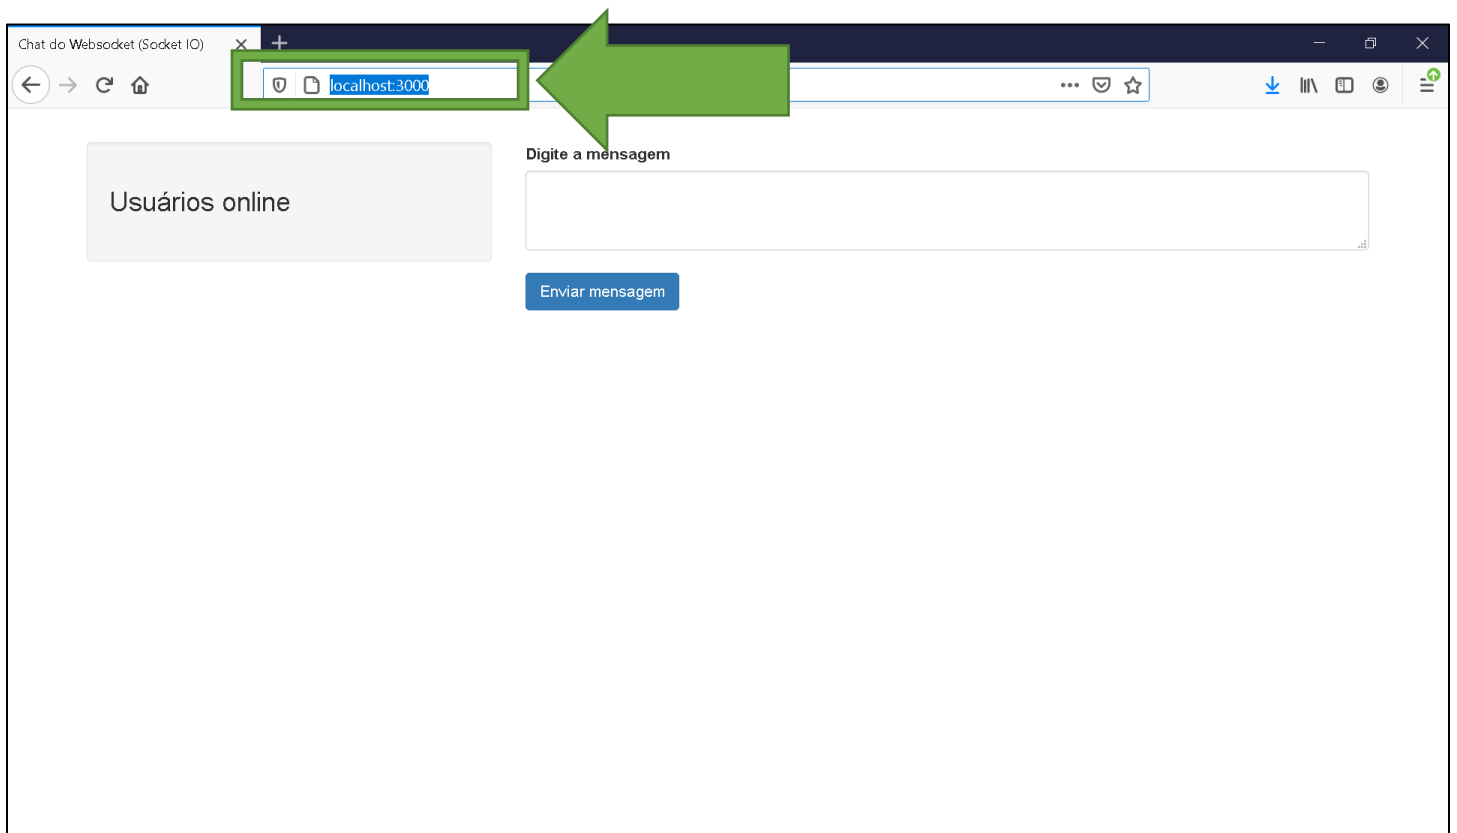 Chat do Websocket (Socket IO)
localhost:3000
Usuários online
Digite a mensagem
Enviar mensagem